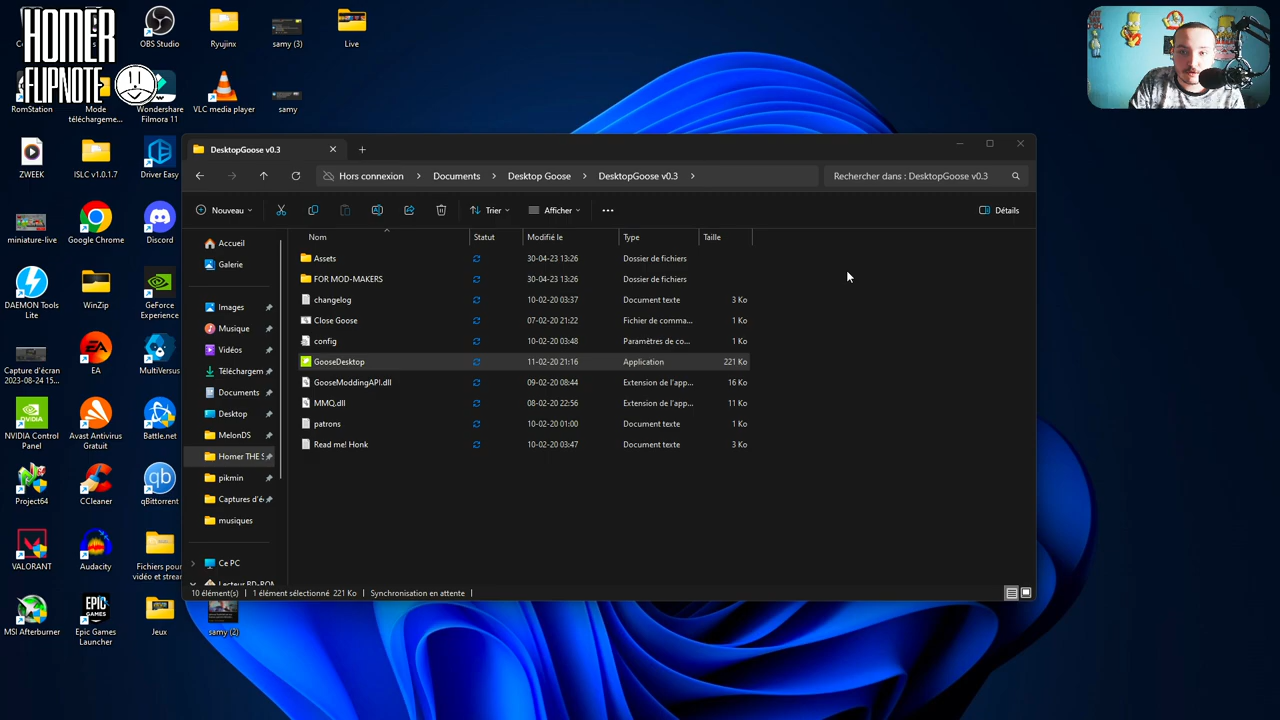 HOMER
FLIPNOTE
OBS Studio
Ryujinx
samy (3)
Live
RomStation
Mode
téléchargeme...
Wondershare
Filmora 11
VLC media player
samy
ZWEEK
ISLC v1.0.1.7
Driver Easy
miniature-live
Google Chrome
Discord
DAEMON Tools
Lite
WinZip
GeForce
Experience
Capture d'écran
2023-08-24 15...
EA
MultiVersus
NVIDIA Control
Panel
Avast Antivirus
Gratuit
Battle.net
Project64
CCleaner
qBittorrent
VALORANT
Audacity
Fichiers pour
vidéo et strea
MSI Afterburner
Epic Games
Launcher
Jeux
samy (2)
DesktopGoose v0.3
Hors connexion > Documents > Desktop Goose > DesktopGoose v0.3 >
Rechercher dans : DesktopGoose v0.3
Nouveau
Trier
Afficher
Détails
Accueil
Galerie
Images
Musique
Vidéos
Télécharger
Documents
Desktop
MelonDS
Homer THE S
pikmin
Captures d'é
musiques
Ce PC
Lecteur BD-ROM
Nom Statut Modifié le Type Taille
Assets 30-04-23 13:26 Dossier de fichiers
FOR MOD-MAKERS 30-04-23 13:26 Dossier de fichiers
changelog 10-02-20 03:37 Document texte 3 Ko
Close Goose 07-02-20 21:22 Fichier de comma... 1 Ko
config 10-02-20 03:48 Paramètres de co... 1 Ko
GooseDesktop 11-02-20 21:16 Application 221 Ko
GooseModdingAPI.dll 09-02-20 08:44 Extension de l'app... 16 Ko
MMQ.dll 08-02-20 22:56 Extension de l'app... 11 Ko
patrons 10-02-20 01:00 Document texte 1 Ko
Read me! Honk 10-02-20 03:47 Document texte 3 Ko
10 élément(s) 1 élément sélectionné 221 Ko Synchronisation en attente